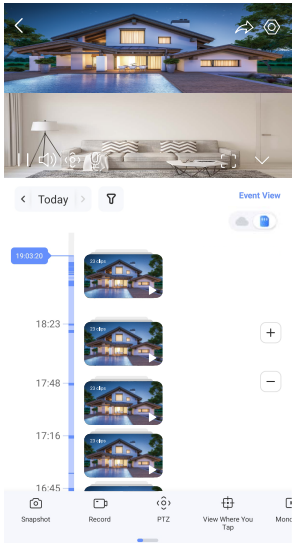 Today
Event View
19:03:20
23 clips
18:23
23 clips
17:48
23 clips
17:16
23 clips
16:45
Snapshot
Record
PTZ
View Where You
Tap